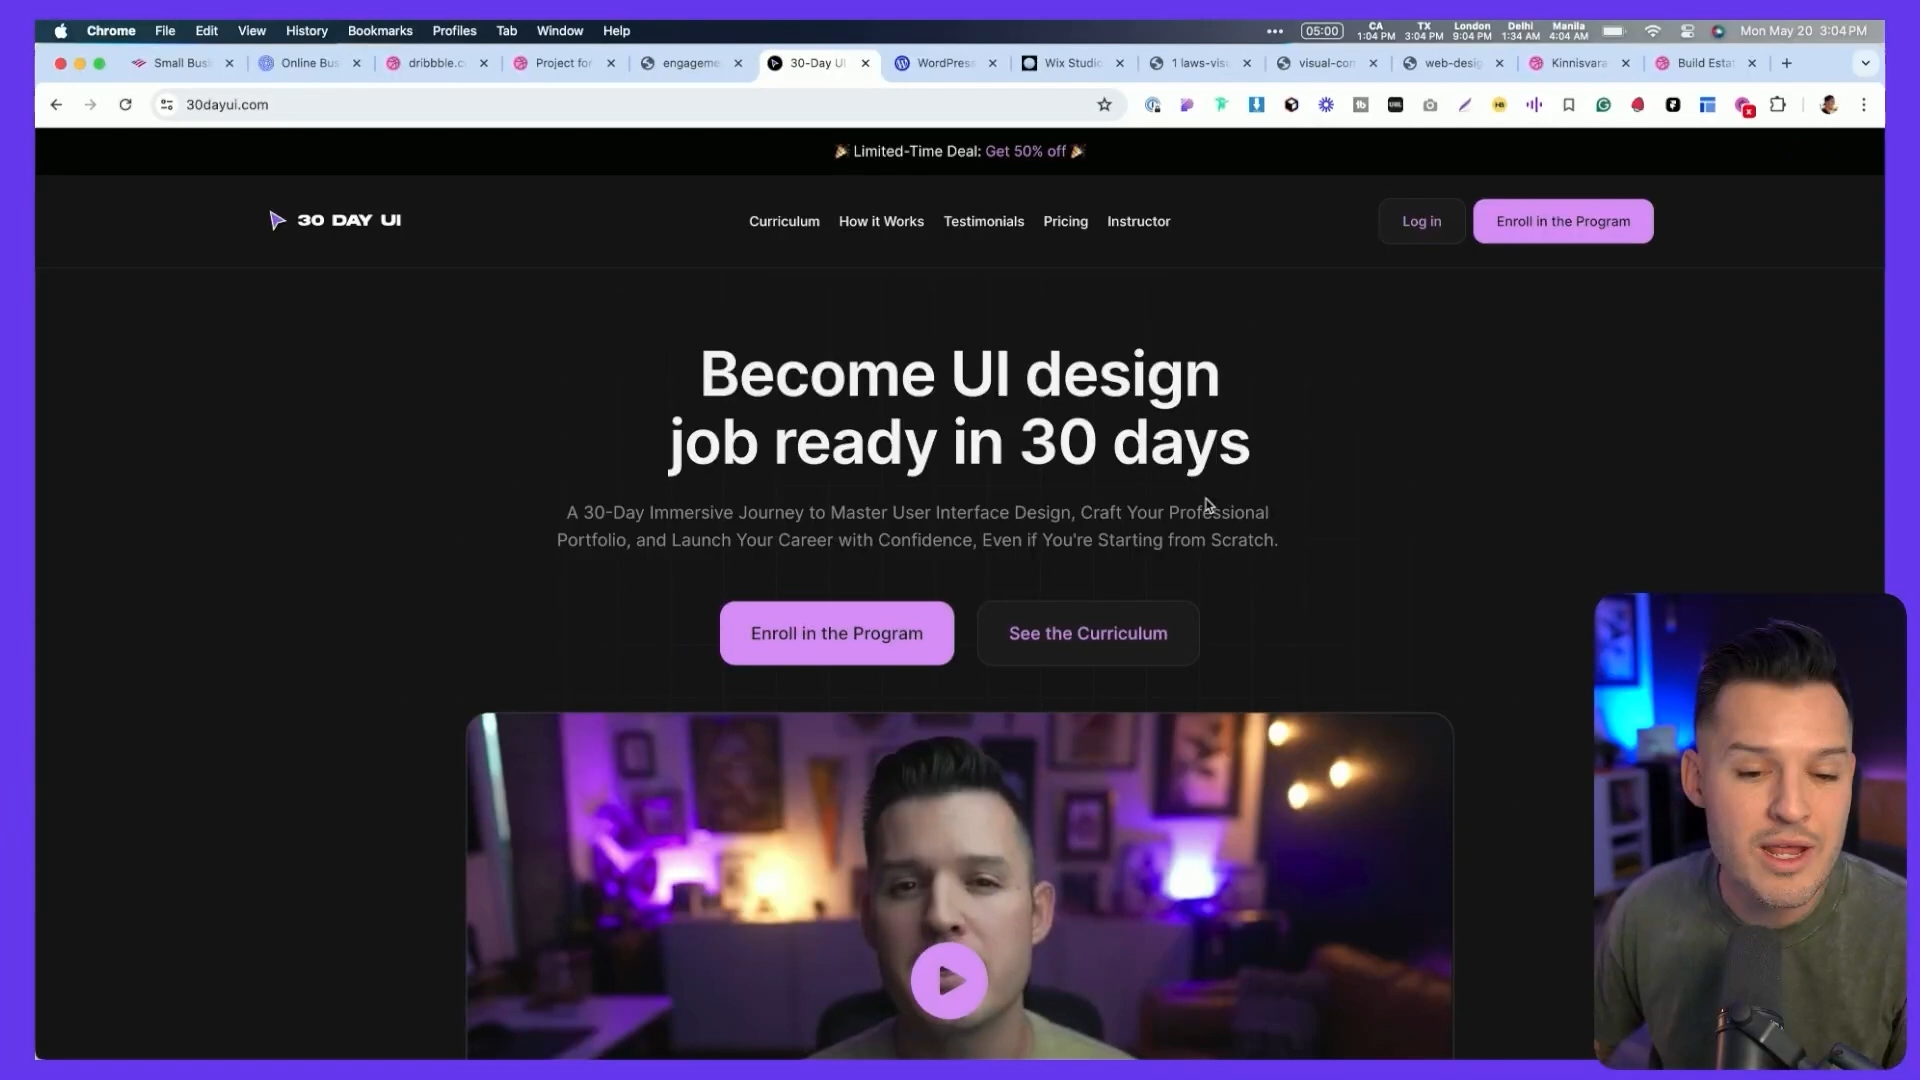 Chrome File Edit View History Bookmarks Profiles Tab Window Help
05:00
CA
1:04 PM
TX
3:04 PM
London
9:04 PM
Delhi
1:34 AM
Manila
4:04 AM
Mon May 20 3:04 PM
Small Busi
Online Bus
dribbble.c
Project for
engageme
30-Day UI
WordPress
Wix Studio
1 laws-visu
visual-con
web-desig
Kinnisvara
Build Estat
30dayui.com
Limited-Time Deal: Get 50% off
30 DAY UI
Curriculum
How it Works
Testimonials
Pricing
Instructor
Log in
Enroll in the Program
Become UI design
job ready in 30 days
A 30-Day Immersive Journey to Master User Interface Design, Craft Your Professional
Portfolio, and Launch Your Career with Confidence, Even if You're Starting from Scratch.
Enroll in the Program
See the Curriculum